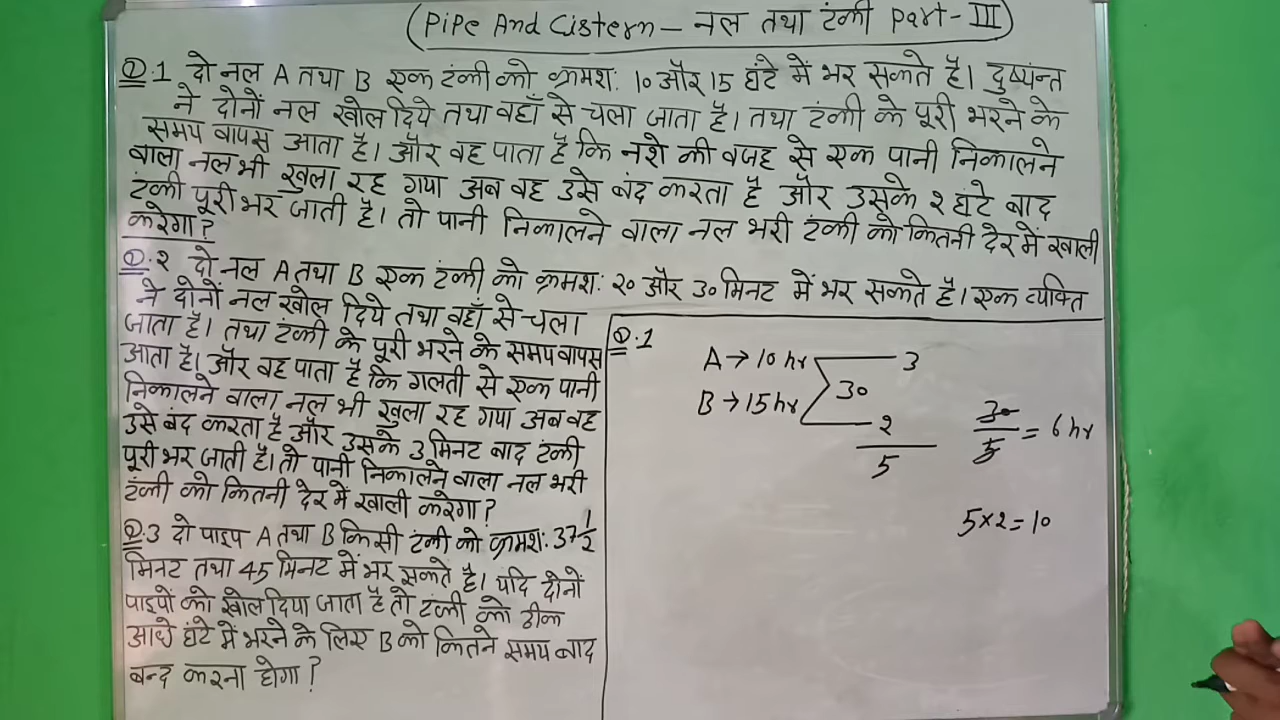 (Pipe And Cistern – नल तथा टंकी Part-III)
Q.1 दो नल A तथा B एक टंकी को क्रमश: 10 और 15 घंटे में भर सकते है। दुष्यन्त
ने दोनों नल खोल दिये तथा वहाँ से चला जाता है। तथा टंकी के पूरी भरने के
समय वापस आता है। और वह पाता है कि नशे की वजह से एक पानी निकालने
वाला नल भी खुला रह गया अब वह उसे बंद करता है और उसके २ घंटे बाद
टंकी पूरी भर जाती है। तो पानी निकालने वाला नल भरी टंकी को कितनी देर में खाली
करेगा?
Q.२ दो नल A तथा B एक टंकी को क्रमश: २० और 30 मिनट में भर सकते है। एक व्यक्ति
ने दोनों नल खोल दिये तथा वहाँ से चला
जाता है। तथा टंकी के पूरी भरने के समय वापस
आता है। और वह पाता है कि गलती से एक पानी
निकालने वाला नल भी खुला रह गया अब वह
उसे बंद करता है और उसके 3 मिनट बाद टंकी
पूरी भर जाती है। तो पानी निकालने वाला नल भरी
टंकी को कितनी देर में खाली करेगा?
Q.3 दो पाइप A तथा B किसी टंकी को क्रमश: 37 1/2
मिनट तथा 45 मिनट में भर सकते है। यदि दोनों
पाइपों को खोल दिया जाता है तो टंकी को ठीक
आधे घंटे में भरने के लिए B को कितने समय बाद
बन्द करना होगा?
Q.1
A → 10 hr 3
30
B → 15 hr २
5
30/5 = 6 hr
5×2=10